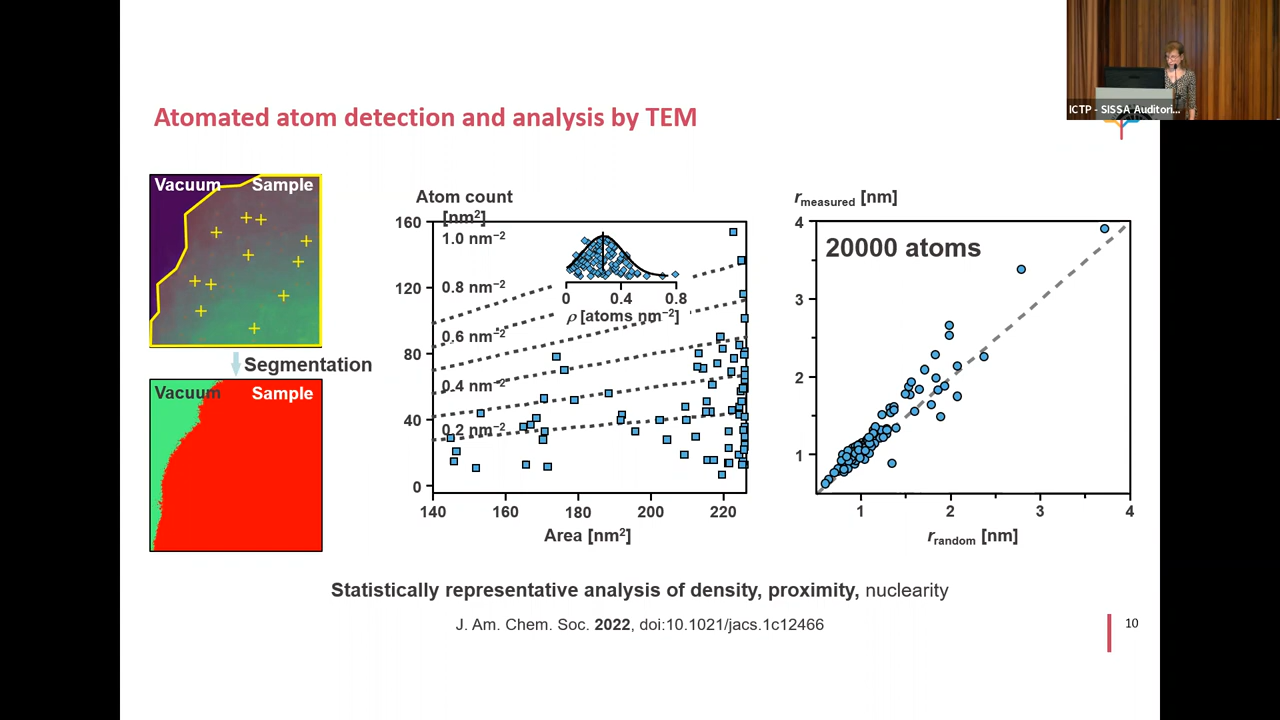 ICTP - SISSA Auditori...
Atomated atom detection and analysis by TEM
Vacuum
Sample
Segmentation
Vacuum
Sample
Atom count
[nm²]
160
120
80
40
0
1.0 nm⁻²
0.8 nm⁻²
0.6 nm⁻²
0.4 nm⁻²
0.2 nm⁻²
0 0.4 0.8
ρ [atoms nm⁻²]
140 160 180 200 220
Area [nm²]
r measured [nm]
20000 atoms
4
3
2
1
1 2 3 4
r random [nm]
Statistically representative analysis of density, proximity, nuclearity
J. Am. Chem. Soc. 2022, doi:10.1021/jacs.1c12466
10